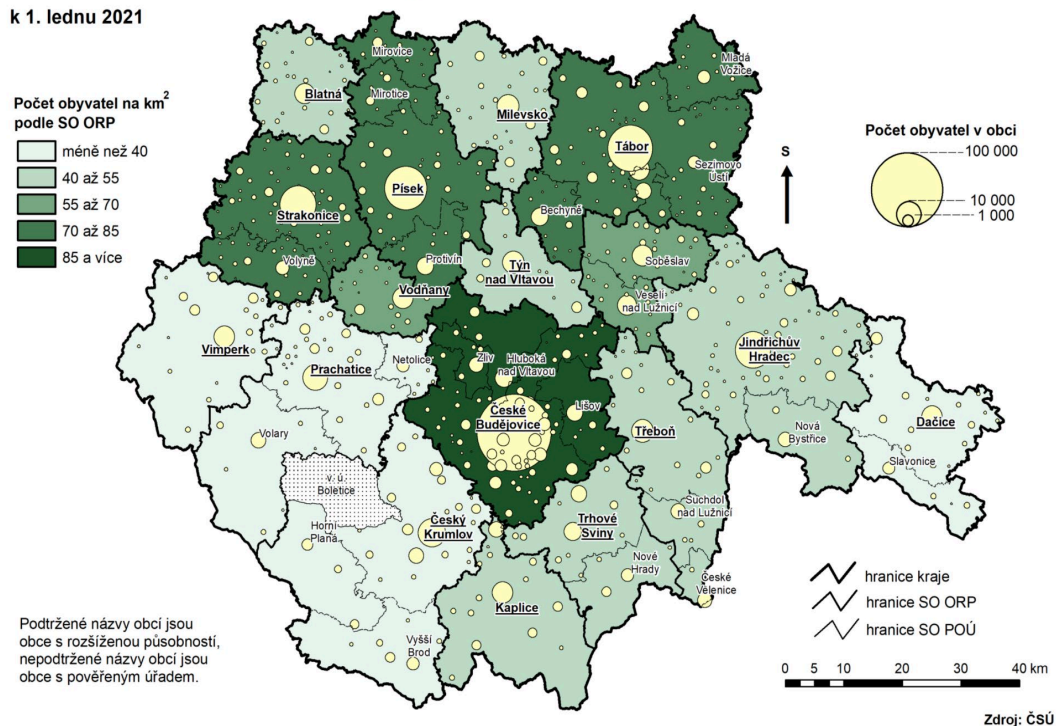 k 1. lednu 2021
Počet obyvatel na km²
podle SO ORP
méně než 40
40 až 55
55 až 70
70 až 85
85 a více
Počet obyvatel v obci
100 000
10 000
1 000
S
Mirovice
Mladá
Vožice
Blatná
Mirotice
Milevsko
Tábor
Sezimovo
Ústí
Písek
Strakonice
Bechyně
Volyně
Protivín
Týn
nad Vltavou
Soběslav
Vodňany
Veselí
nad Lužnicí
Vimperk
Prachatice
Netolice
Zliv
Hluboká
nad Vltavou
Jindřichův
Hradec
České
Budějovice
Lišov
Třeboň
Dačice
Volary
Nová
Bystřice
Slavonice
v. ú.
Boletice
Suchdol
nad Lužnicí
Horní
Planá
Český
Krumlov
Trhové
Sviny
Nové
Hrady
České
Velenice
Kaplice
Vyšší
Brod
Podtržené názvy obcí jsou
obce s rozšířenou působností,
nepodtržené názvy obcí jsou
obce s pověřeným úřadem.
hranice kraje
hranice SO ORP
hranice SO POÚ
0 5 10 20 30 40 km
Zdroj: ČSÚ